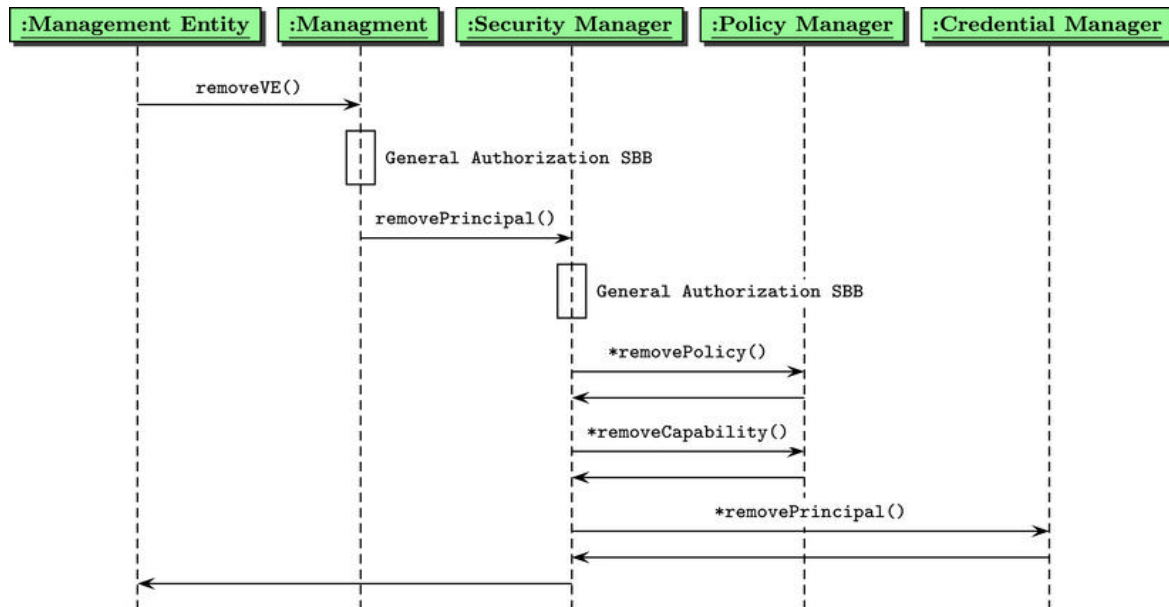 :Management Entity
:Managment
:Security Manager
:Policy Manager
:Credential Manager
removeVE()
General Authorization SBB
removePrincipal()
General Authorization SBB
*removePolicy()
*removeCapability()
*removePrincipal()